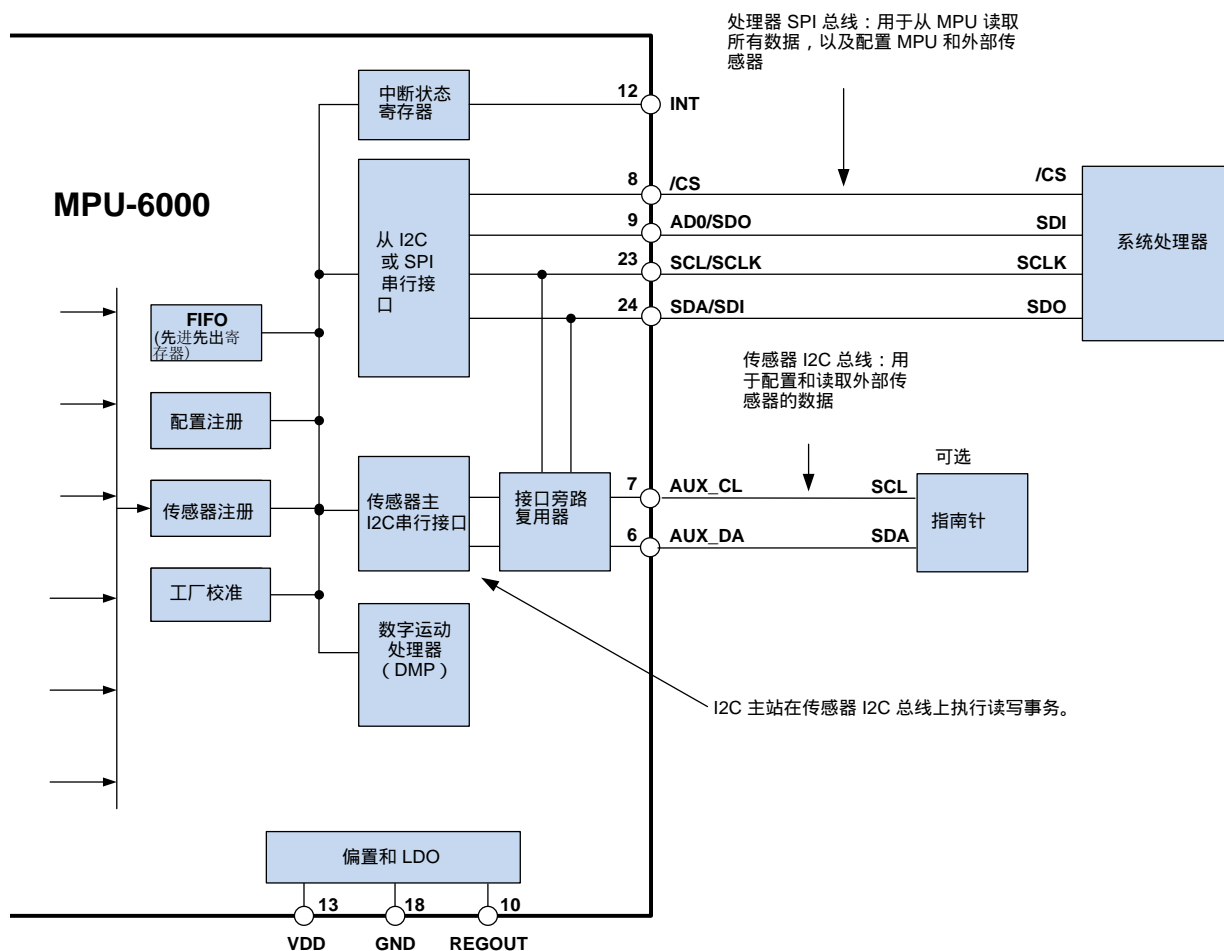 处理器 SPI 总线：用于从 MPU 读取
所有数据，以及配置 MPU 和外部传
感器
中断状态
寄存器
12
INT
MPU-6000
从 I2C
或 SPI
串行接
口
8
/CS
/CS
9
AD0/SDO
SDI
23
SCL/SCLK
SCLK
24
SDA/SDI
SDO
系统处理器
FIFO
(先进先出寄
存器)
传感器 I2C 总线：用
于配置和读取外部传
感器的数据
配置注册
传感器注册
工厂校准
传感器主
I2C串行接口
接口旁路
复用器
7
AUX_CL
SCL
6
AUX_DA
SDA
可选
指南针
数字运动
处理器
（DMP）
I2C 主站在传感器 I2C 总线上执行读写事务。
偏置和 LDO
13
18
10
VDD
GND
REGOUT